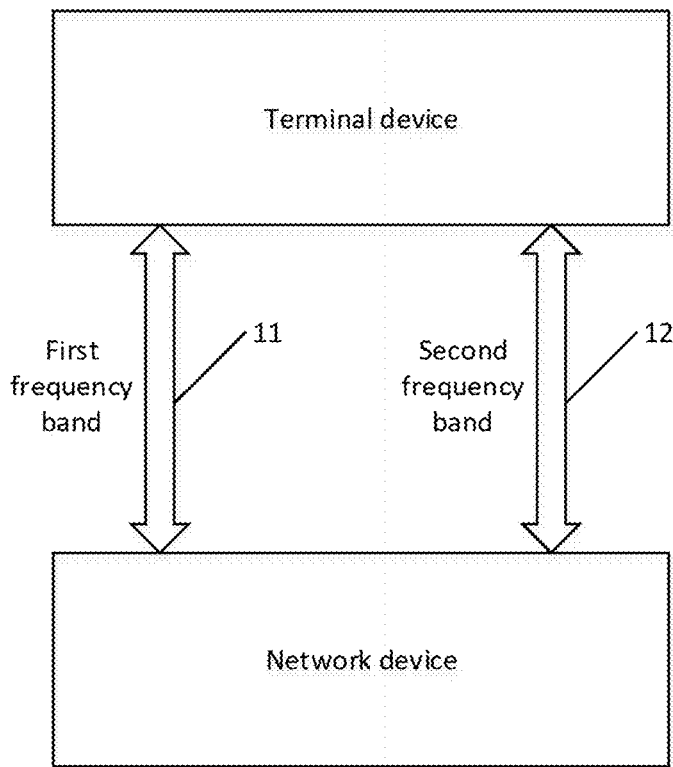 Terminal device
First
frequency
band
11
Second
frequency
band
12
Network device